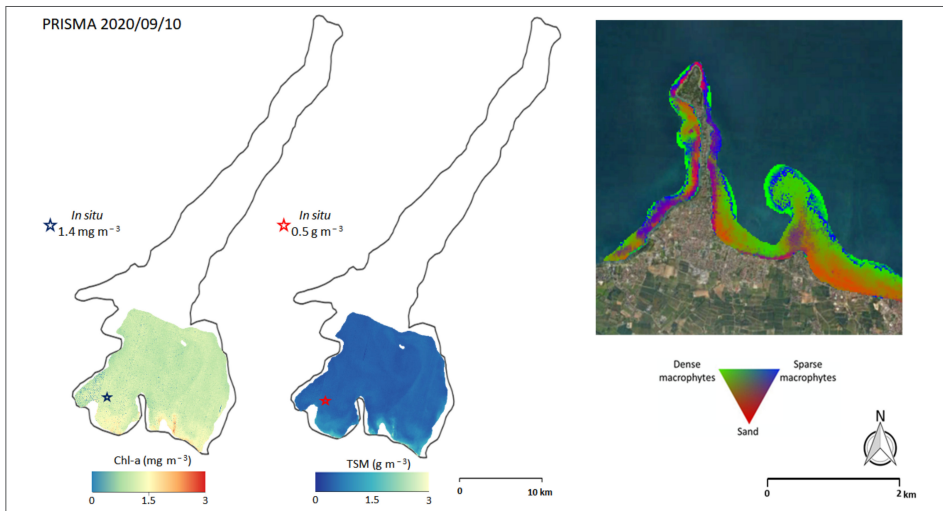 PRISMA 2020/09/10
In situ
1.4 mg m⁻³
In situ
0.5 g m⁻³
Dense
macrophytes
Sparse
macrophytes
Sand
Chl-a (mg m⁻³)
0 1.5 3
TSM (g m⁻³)
0 1.5 3
0 10 km
N
0 2 km